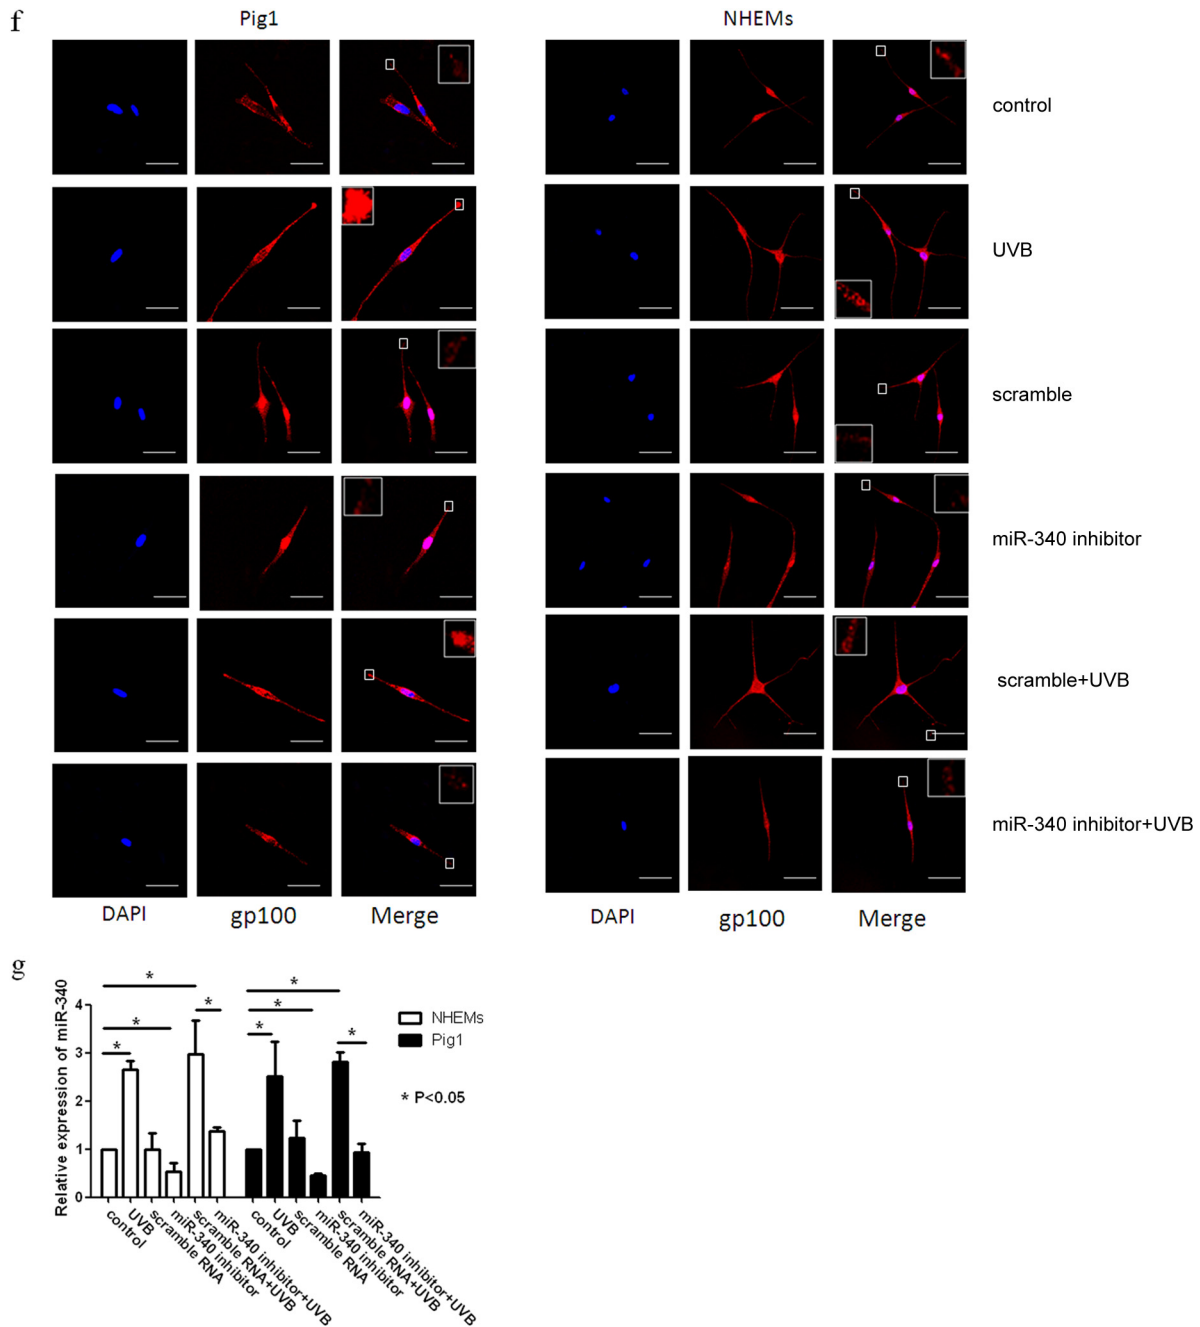 f
Pig1 NHEMs
control
UVB
scramble
miR-340 inhibitor
scramble+UVB
miR-340 inhibitor+UVB
DAPI gp100 Merge DAPI gp100 Merge
g
Relative expression of miR-340
4
3
2
1
0
* * * * * * * *
NHEMs
Pig1
* P<0.05
control
UVB
scramble RNA
miR-340 inhibitor
scramble RNA+UVB
miR-340 inhibitor+UVB
control
UVB
scramble RNA
miR-340 inhibitor
scramble RNA+UVB
miR-340 inhibitor+UVB